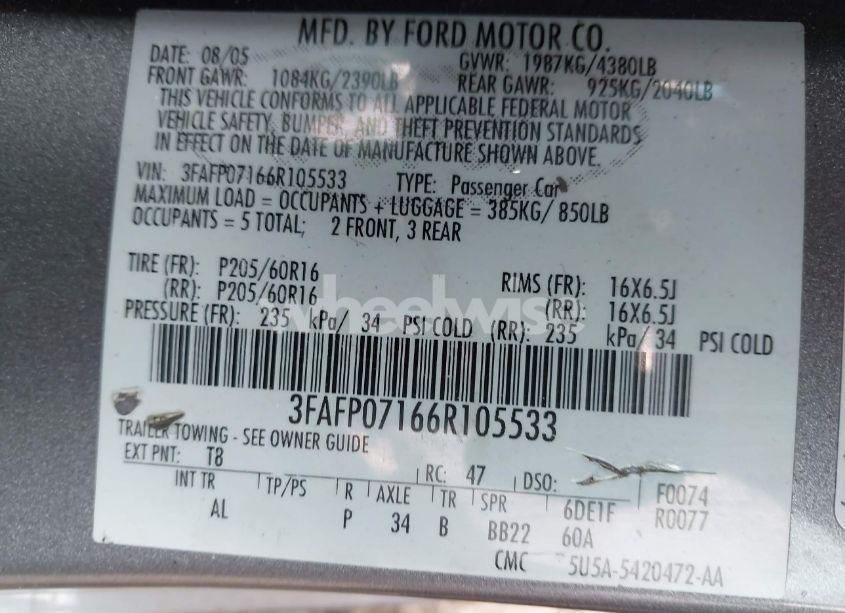 MFD. BY FORD MOTOR CO.
DATE: 08/05 GVWR: 1987KG/4380LB
FRONT GAWR: 1084KG/2390LB REAR GAWR: 925KG/2040LB
THIS VEHICLE CONFORMS TO ALL APPLICABLE FEDERAL MOTOR
VEHICLE SAFETY, BUMPER, AND THEFT PREVENTION STANDARDS
IN EFFECT ON THE DATE OF MANUFACTURE SHOWN ABOVE.
VIN: 3FAFP07166R105533 TYPE: Passenger Car
MAXIMUM LOAD = OCCUPANTS + LUGGAGE = 385KG/ 850LB
OCCUPANTS = 5 TOTAL; 2 FRONT, 3 REAR
TIRE (FR): P205/60R16 RIMS (FR): 16X6.5J
(RR): P205/60R16 (RR): 16X6.5J
wheelwise
PRESSURE (FR): 235 kPa/ 34 PSI COLD (RR): 235 kPa/ 34 PSI COLD
3FAFP07166R105533
TRAILER TOWING - SEE OWNER GUIDE
EXT PNT: T8 RC: 47 DSO: F0074
INT TR TP/PS R AXLE TR SPR 6DE1F R0077
AL P 34 B BB22 60A
CMC 5U5A-5420472-AA